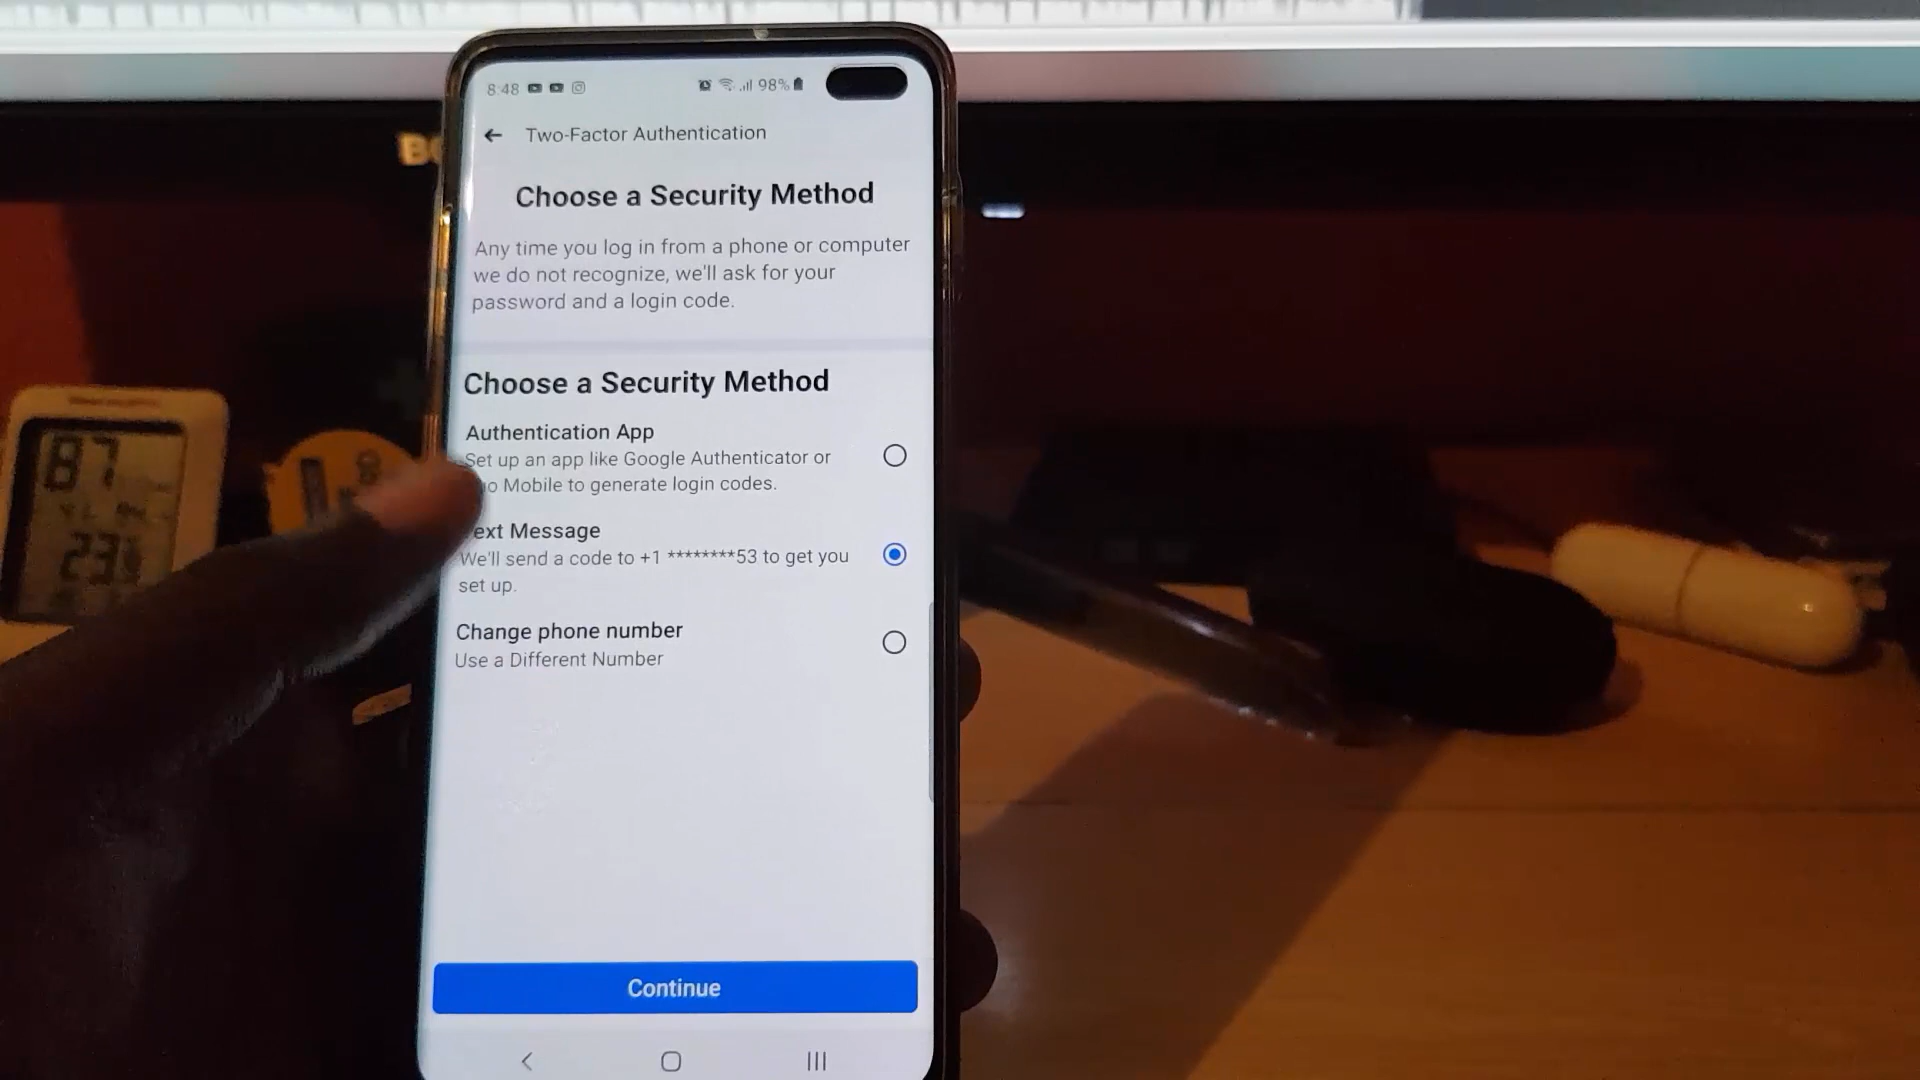 8:48
98%
Two-Factor Authentication
Choose a Security Method
Any time you log in from a phone or computer
we do not recognize, we'll ask for your
password and a login code.
Choose a Security Method
Authentication App
Set up an app like Google Authenticator or
o Mobile to generate login codes.
ext Message
We'll send a code to +1 ********53 to get you
set up.
Change phone number
Use a Different Number
Continue
87